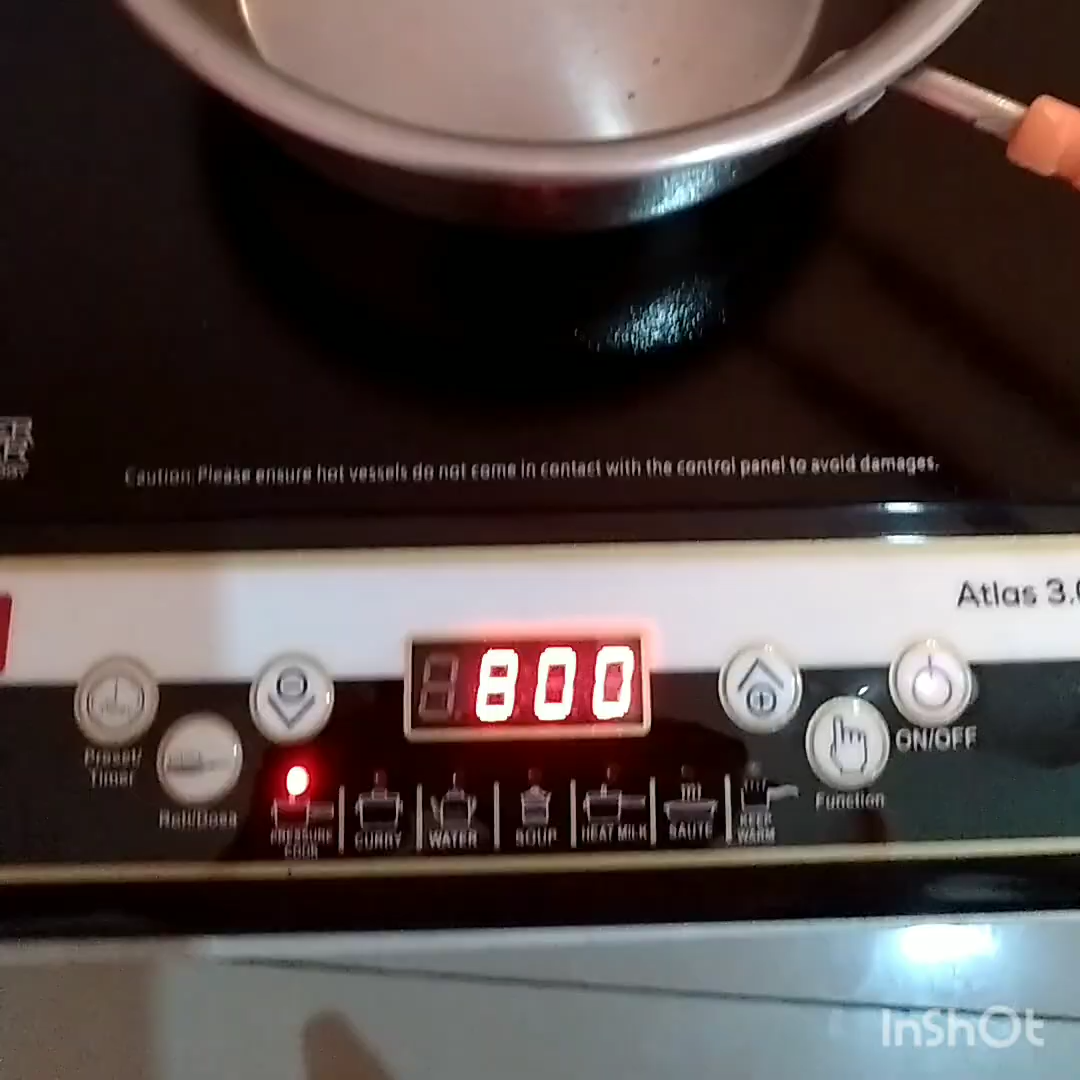 Caution: Please ensure hot vessels do not come in contact with the control panel to avoid damages.
Atlas 3.0
800
Preset/
Timer
Roti/Dosa
ON/OFF
Function
PRESSURE
COOK
CURRY
WATER
SOUP
HEAT MILK
SAUTE
KEEP
WARM
InShOt